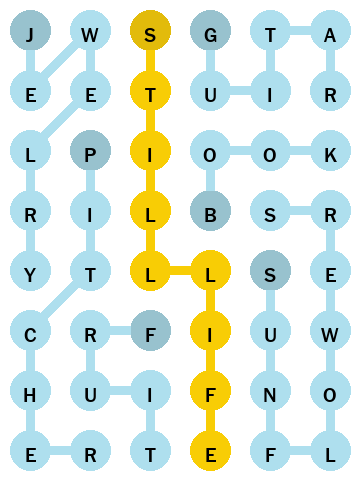 J W S G T A
E E T U I R
L P I O O K
R I L B S R
Y T L L S E
C R F I U W
H U I F N O
E R T E F L